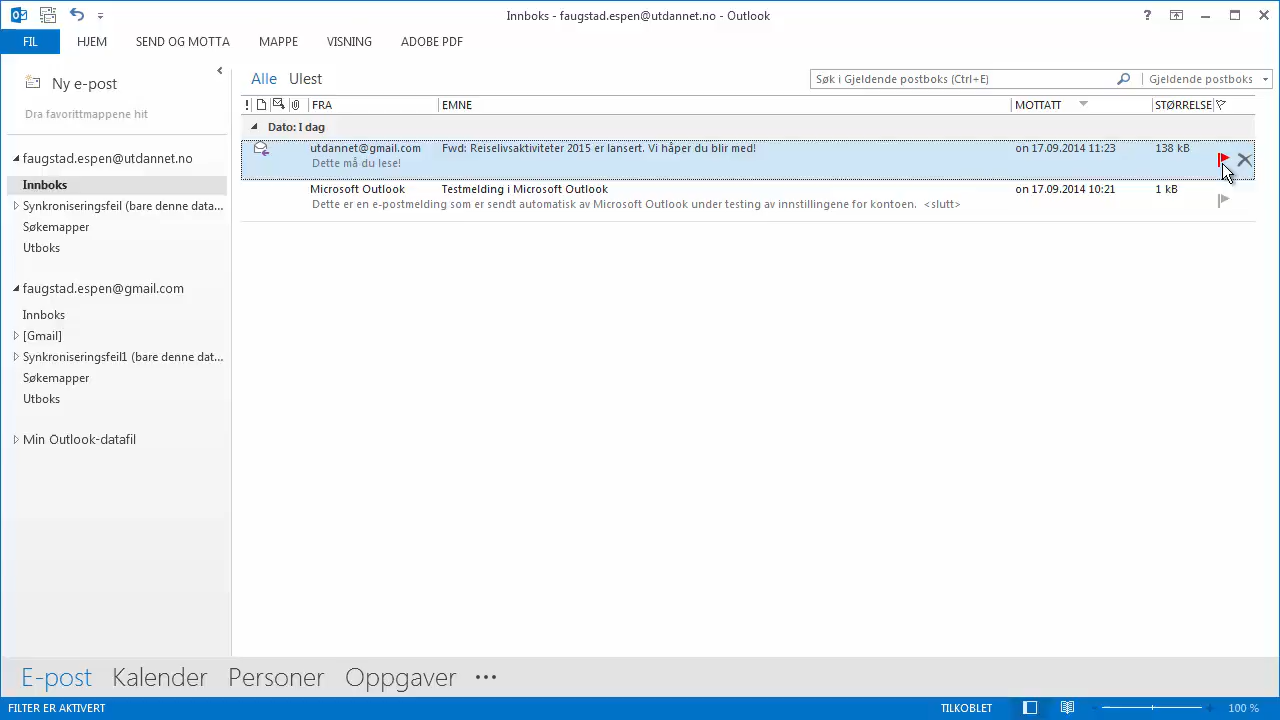 Innboks - faugstad.espen@utdannet.no - Outlook
FIL HJEM SEND OG MOTTA MAPPE VISNING ADOBE PDF
Ny e-post
Dra favorittmappene hit
faugstad.espen@utdannet.no
Innboks
Synkroniseringsfeil (bare denne data...
Søkemapper
Utboks
faugstad.espen@gmail.com
Innboks
[Gmail]
Synkroniseringsfeil1 (bare denne dat...
Søkemapper
Utboks
Min Outlook-datafil
Alle Ulest
Søk i Gjeldende postboks (Ctrl+E) Gjeldende postboks
FRA EMNE MOTTATT STØRRELSE
Dato: I dag
utdannet@gmail.com Fwd: Reiselivsaktiviteter 2015 er lansert. Vi håper du blir med! on 17.09.2014 11:23 138 kB
Dette må du lese!
Microsoft Outlook Testmelding i Microsoft Outlook on 17.09.2014 10:21 1 kB
Dette er en e-postmelding som er sendt automatisk av Microsoft Outlook under testing av innstillingene for kontoen. <slutt>
E-post Kalender Personer Oppgaver •••
FILTER ER AKTIVERT TILKOBLET 100 %